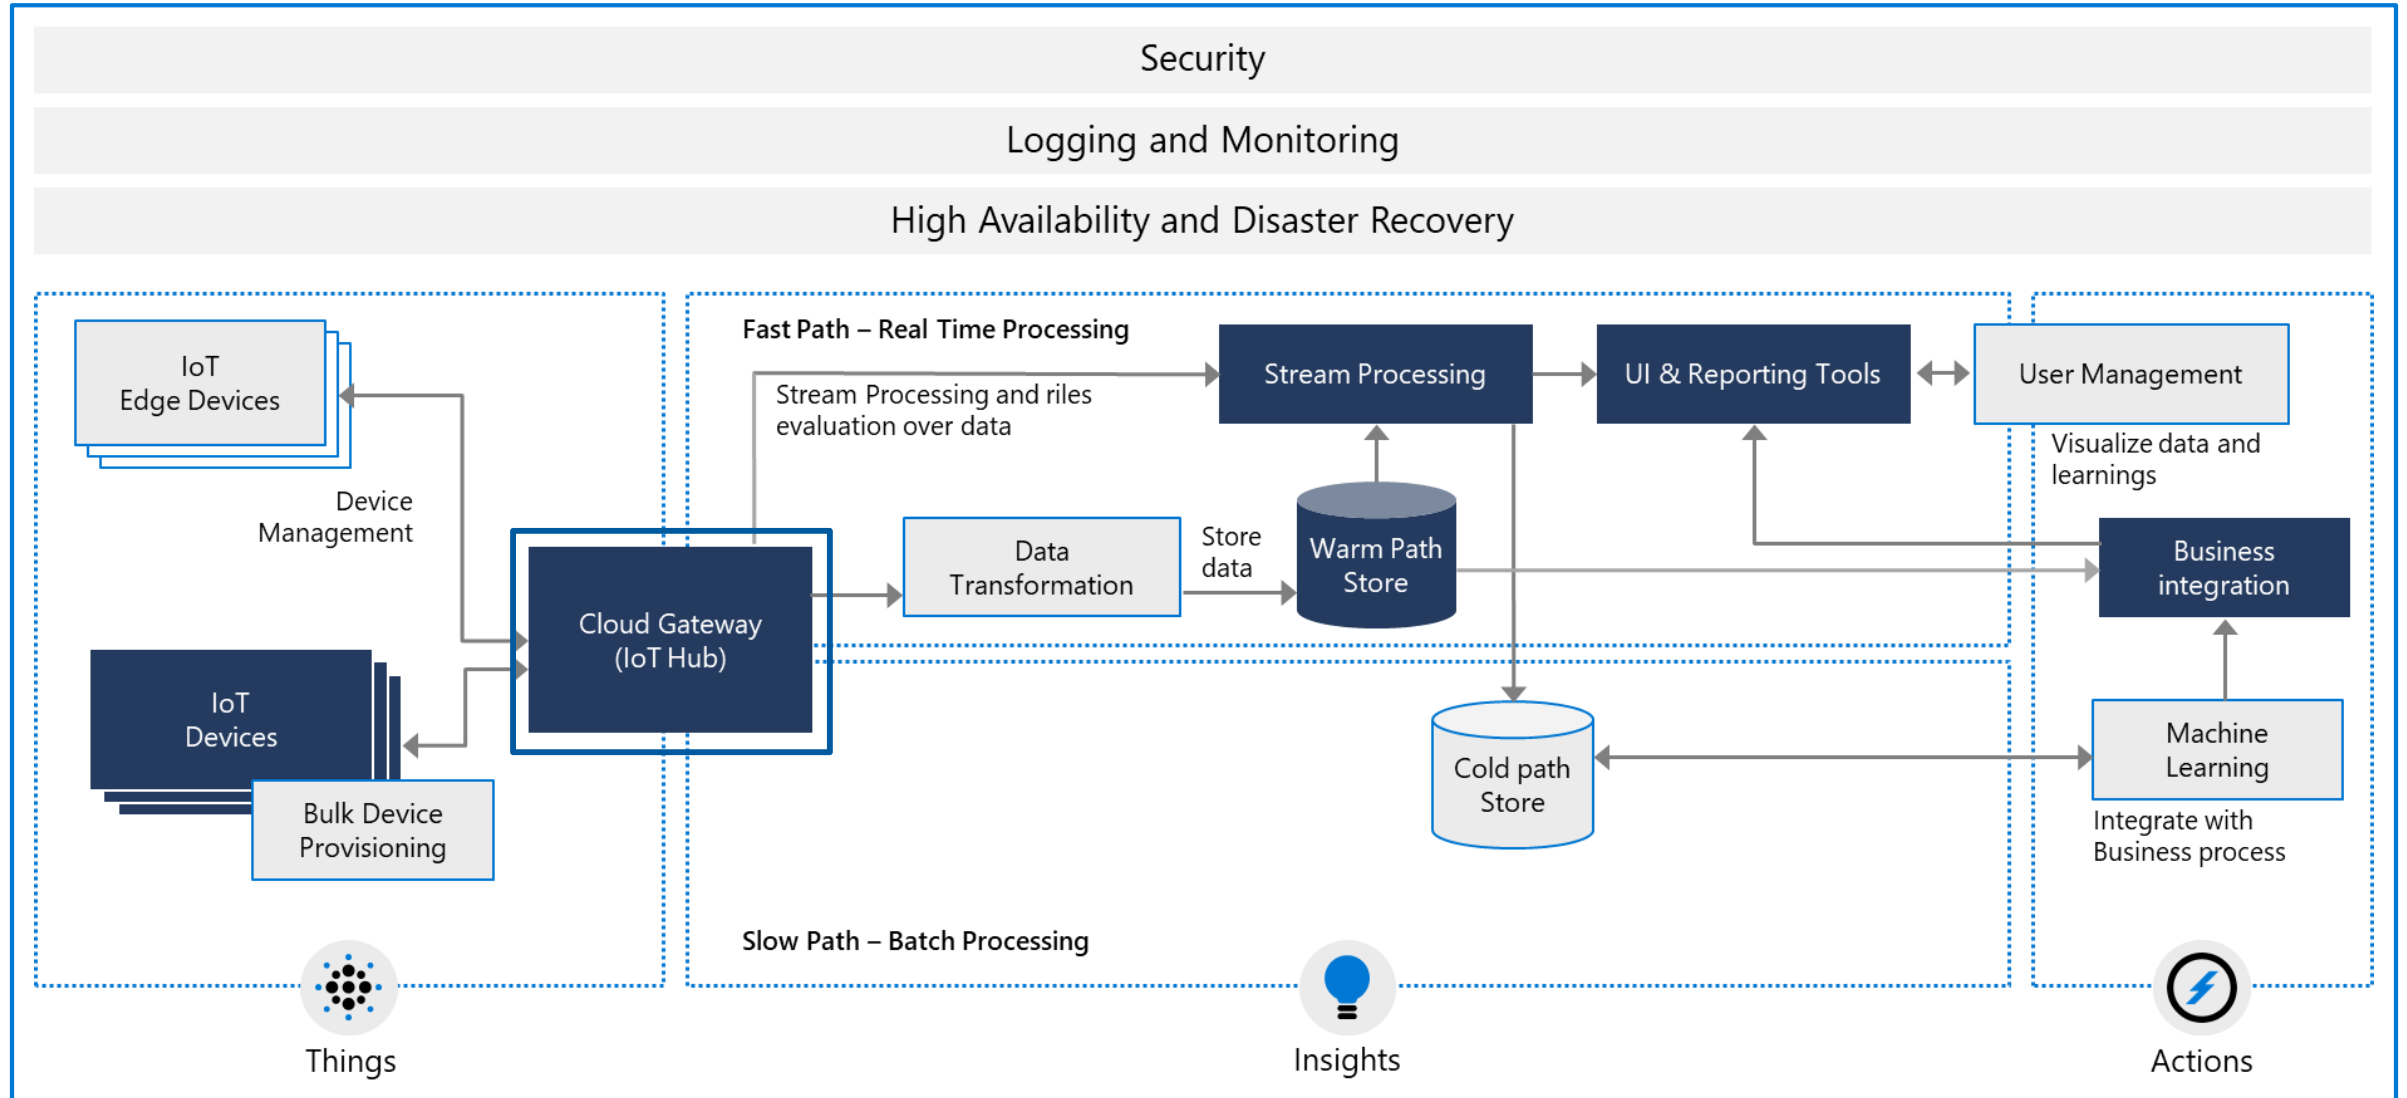 Security
Logging and Monitoring
High Availability and Disaster Recovery
IoT
Edge Devices
Device
Management
IoT
Devices
Bulk Device
Provisioning
Cloud Gateway
(IoT Hub)
Fast Path – Real Time Processing
Stream Processing and riles
evaluation over data
Stream Processing
UI & Reporting Tools
User Management
Visualize data and
learnings
Data
Transformation
Store
data
Warm Path
Store
Business
integration
Cold path
Store
Machine
Learning
Integrate with
Business process
Slow Path – Batch Processing
Things
Insights
Actions